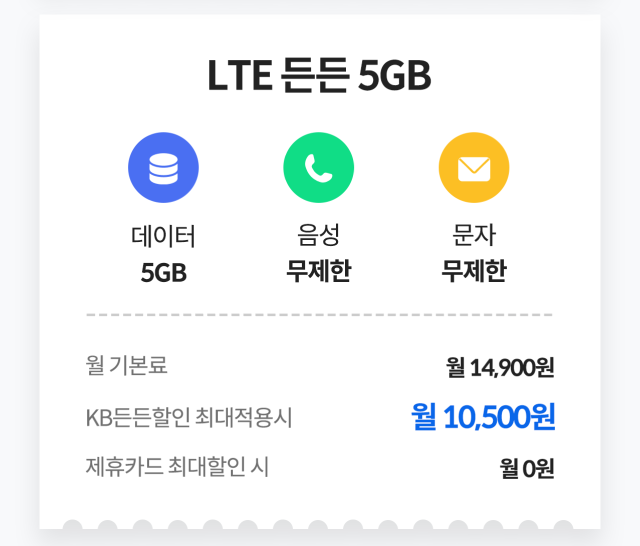 LTE 든든 5GB
데이터 음성 문자
5GB 무제한 무제한
월 기본료 월 14,900원
KB든든할인 최대적용시 월 10,500원
제휴카드 최대할인 시 월 0원